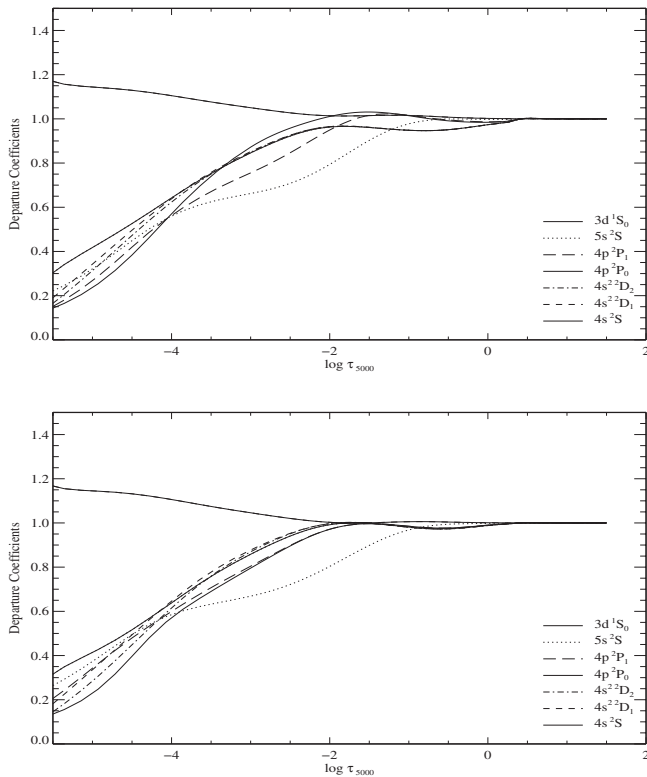 1.4
1.2
1.0
0.8
0.6
0.4
0.2
0.0
Departure Coefficients
3d ¹S₀
5s ²S
4p ²P₁
4p ²P₀
4s² ²D₂
4s² ²D₁
4s ²S
-4 -2 0 2
log τ₅₀₀₀
1.4
1.2
1.0
0.8
0.6
0.4
0.2
0.0
Departure Coefficients
3d ¹S₀
5s ²S
4p ²P₁
4p ²P₀
4s² ²D₂
4s² ²D₁
4s ²S
-4 -2 0 2
log τ₅₀₀₀